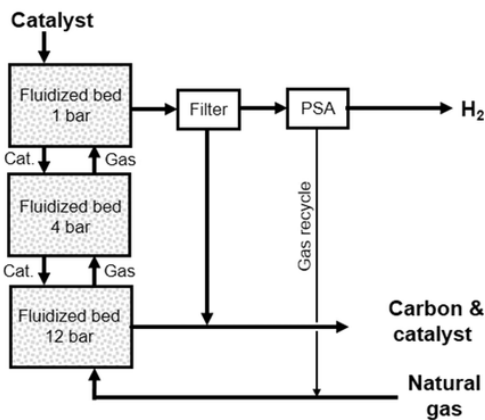 Catalyst
Fluidized bed
1 bar
Filter
PSA
H₂
Cat.
Gas
Fluidized bed
4 bar
Gas recycle
Cat.
Gas
Fluidized bed
12 bar
Carbon &
catalyst
Natural
gas